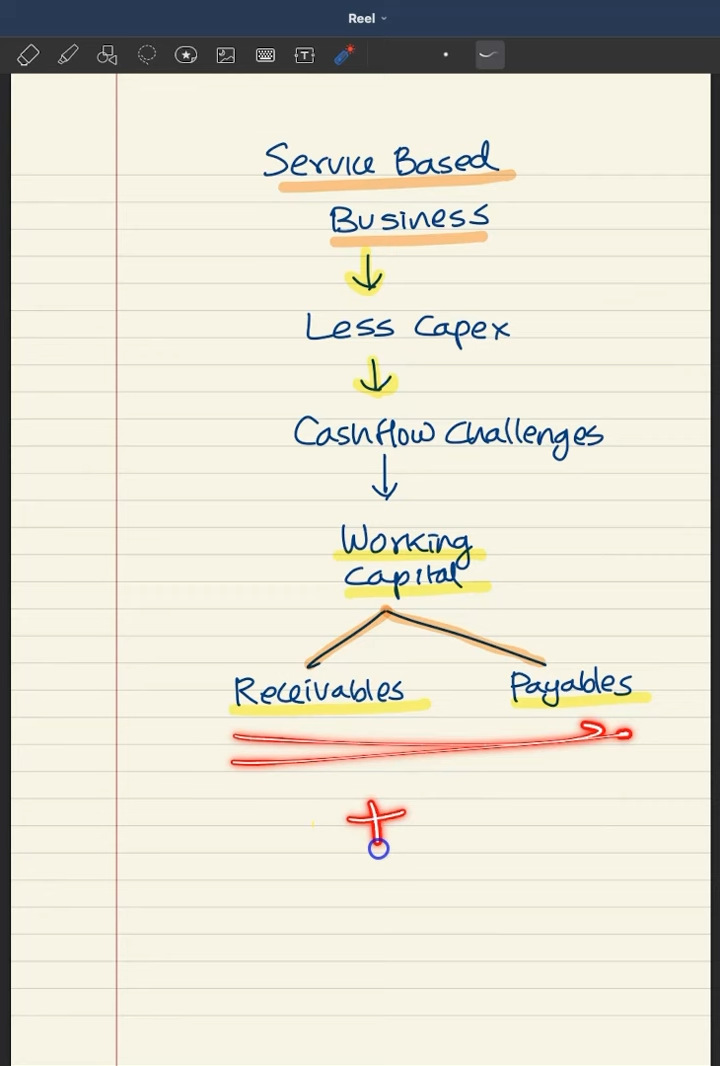 Reel
Service Based
Business
Less Capex
Cashflow Challenges
Working
Capital
Receivables Payables
+